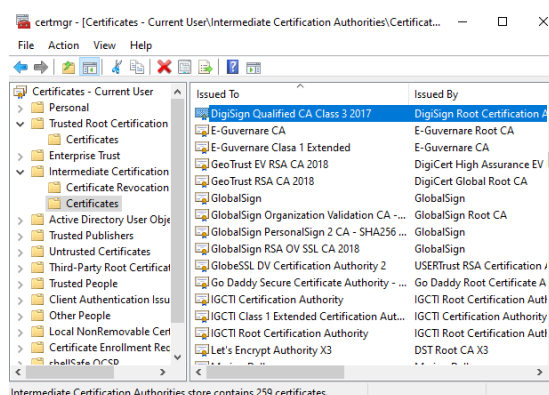 certmgr - [Certificates - Current User\Intermediate Certification Authorities\Certificat...
File Action View Help
Certificates - Current User
Personal
Trusted Root Certification
Certificates
Enterprise Trust
Intermediate Certification
Certificate Revocation
Certificates
Active Directory User Obje
Trusted Publishers
Untrusted Certificates
Third-Party Root Certificat
Trusted People
Client Authentication Issu
Other People
Local NonRemovable Cert
Certificate Enrollment Rec
shellSafe OCSP
Issued To Issued By
DigiSign Qualified CA Class 3 2017 DigiSign Root Certification A
E-Guvernare CA E-Guvernare Root CA
E-Guvernare Clasa 1 Extended E-Guvernare CA
GeoTrust EV RSA CA 2018 DigiCert High Assurance EV
GeoTrust RSA CA 2018 DigiCert Global Root CA
GlobalSign GlobalSign
GlobalSign Organization Validation CA - ... GlobalSign Root CA
GlobalSign PersonalSign 2 CA - SHA256 ... GlobalSign
GlobalSign RSA OV SSL CA 2018 GlobalSign
GlobeSSL DV Certification Authority 2 USERTrust RSA Certification A
Go Daddy Secure Certificate Authority - ... Go Daddy Root Certificate A
IGCTI Certification Authority IGCTI Root Certification Auth
IGCTI Class 1 Extended Certification Aut... IGCTI Certification Authority
IGCTI Root Certification Authority IGCTI Root Certification Auth
Let's Encrypt Authority X3 DST Root CA X3
Intermediate Certification Authorities store contains 259 certificates